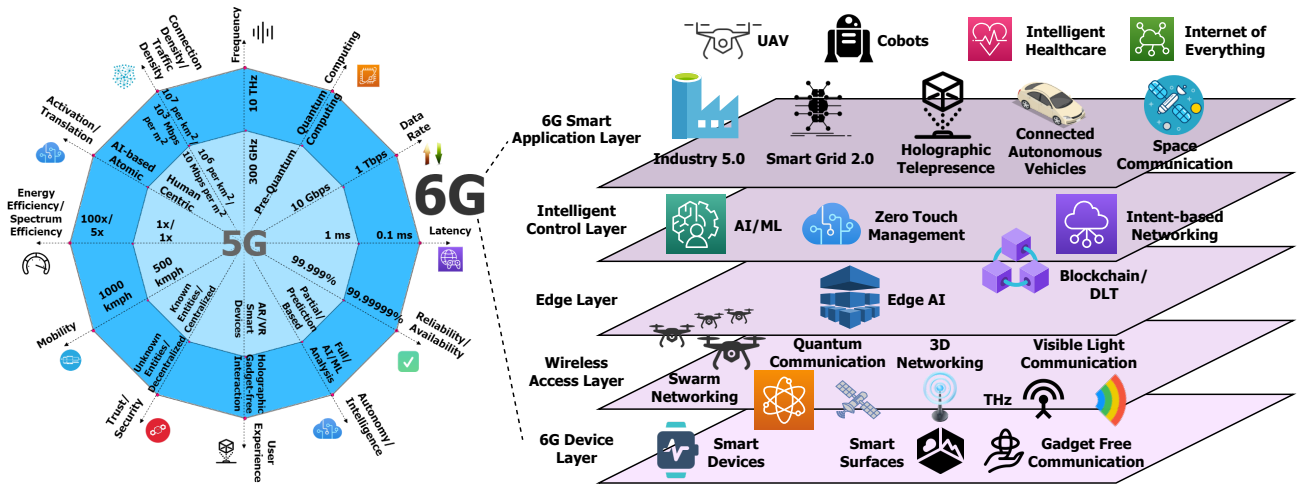 Frequency
Computing
Data
Rate
Latency
Reliability/
Availability
Autonomy/
Intelligence
User
Experience
Trust/
Security
Mobility
Energy
Efficiency/
Spectrum
Efficiency
Activation/
Translation
Connection
Density/
Traffic
Density
10 THz
Quantum
Computing
1 Tbps
0.1 ms
99.99999%
Full/
AI/ML
Analysis
Holographic
Gadget-free
Interaction
Unknown
Entities/
Decentralized
1000
kmph
100x/
5x
AI-based
Atomic
10⁷ per km²/
10³ Mbps
per m²
300 GHz
Pre-Quantum
10 Gbps
1 ms
99.999%
Partial/
Prediction
Based
AR/VR
Smart
Devices
Known
Entities/
Centralized
500
kmph
1x/
1x
Human
Centric
10⁶ per km²/
10 Mbps per m²
5G
6G
UAV
Cobots
Intelligent
Healthcare
Internet of
Everything
6G Smart
Application Layer
Industry 5.0
Smart Grid 2.0
Holographic
Telepresence
Connected
Autonomous
Vehicles
Space
Communication
Intelligent
Control Layer
AI/ML
Zero Touch
Management
Intent-based
Networking
Edge Layer
Edge AI
Blockchain/
DLT
Wireless
Access Layer
Swarm
Networking
Quantum
Communication
3D
Networking
Visible Light
Communication
THz
6G Device
Layer
Smart
Devices
Smart
Surfaces
Gadget Free
Communication